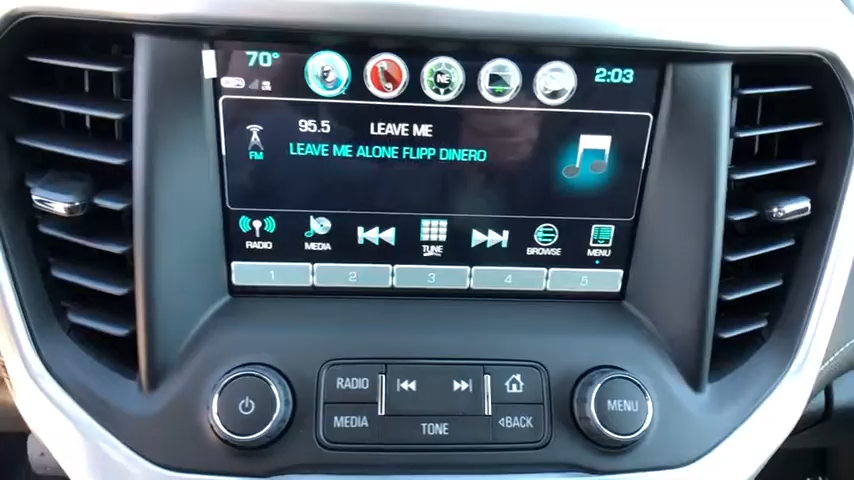 70°
NE
2:03
95.5 LEAVE ME
FM LEAVE ME ALONE FLIPP DINERO
RADIO MEDIA TUNE BROWSE MENU
1 2 3 4 5
RADIO
MEDIA
TONE
BACK
MENU